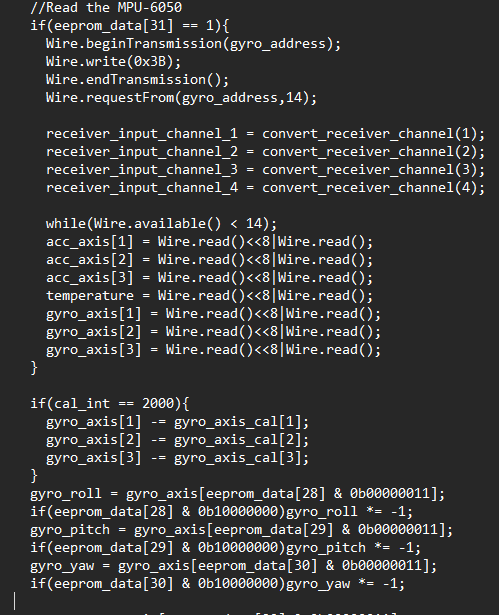 //Read the MPU-6050
if(eeprom_data[31] == 1){
Wire.beginTransmission(gyro_address);
Wire.write(0x3B);
Wire.endTransmission();
Wire.requestFrom(gyro_address,14);
receiver_input_channel_1 = convert_receiver_channel(1);
receiver_input_channel_2 = convert_receiver_channel(2);
receiver_input_channel_3 = convert_receiver_channel(3);
receiver_input_channel_4 = convert_receiver_channel(4);
while(Wire.available() < 14);
acc_axis[1] = Wire.read()<<8|Wire.read();
acc_axis[2] = Wire.read()<<8|Wire.read();
acc_axis[3] = Wire.read()<<8|Wire.read();
temperature = Wire.read()<<8|Wire.read();
gyro_axis[1] = Wire.read()<<8|Wire.read();
gyro_axis[2] = Wire.read()<<8|Wire.read();
gyro_axis[3] = Wire.read()<<8|Wire.read();
}
if(cal_int == 2000){
gyro_axis[1] -= gyro_axis_cal[1];
gyro_axis[2] -= gyro_axis_cal[2];
gyro_axis[3] -= gyro_axis_cal[3];
}
gyro_roll = gyro_axis[eeprom_data[28] & 0b00000011];
if(eeprom_data[28] & 0b10000000)gyro_roll *= -1;
gyro_pitch = gyro_axis[eeprom_data[29] & 0b00000011];
if(eeprom_data[29] & 0b10000000)gyro_pitch *= -1;
gyro_yaw = gyro_axis[eeprom_data[30] & 0b00000011];
if(eeprom_data[30] & 0b10000000)gyro_yaw *= -1;